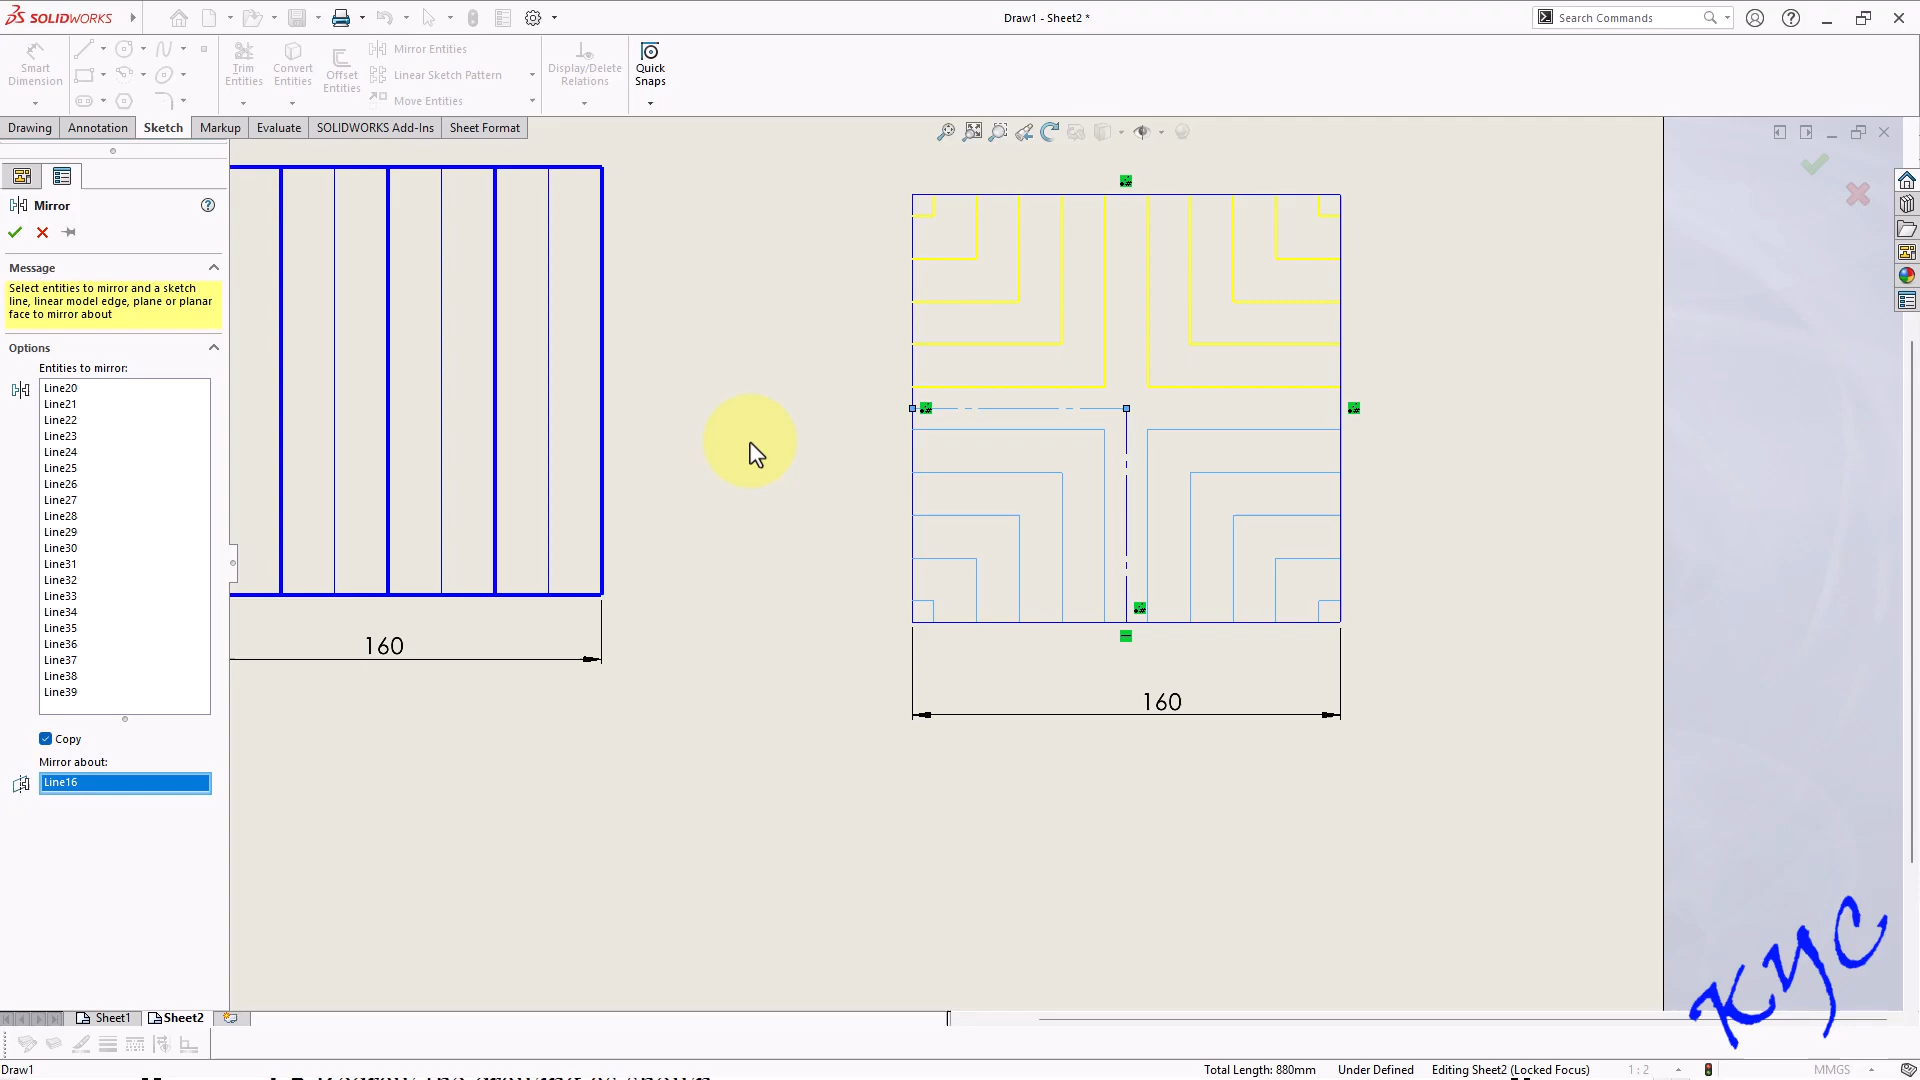 SOLIDWORKS
Draw1 - Sheet2 *
Search Commands
Smart Dimension
Trim Entities
Convert Entities
Offset Entities
Mirror Entities
Linear Sketch Pattern
Move Entities
Display/Delete Relations
Quick Snaps
Drawing
Annotation
Sketch
Markup
Evaluate
SOLIDWORKS Add-Ins
Sheet Format
Mirror
Message
Select entities to mirror and a sketch
line, linear model edge, plane or planar
face to mirror about
Options
Entities to mirror:
Line20
Line21
Line22
Line23
Line24
Line25
Line26
Line27
Line28
Line29
Line30
Line31
Line32
Line33
Line34
Line35
Line36
Line37
Line38
Line39
Copy
Mirror about:
Line16
160
160
KYC
Sheet1
Sheet2
Draw1
Total Length: 880mm
Under Defined
Editing Sheet2 (Locked Focus)
1 : 2
MMGS